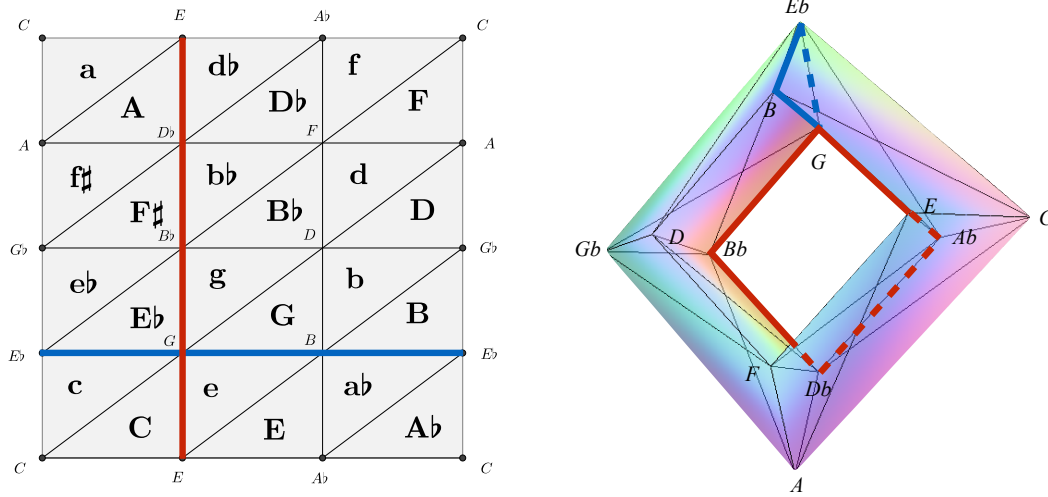 C E A♭ C
a d♭ f
A D♭ F
A D♭ F A
f♯ b♭ d
F♯ B♭ D
G♭ B♭ D G♭
e♭ g b
E♭ G B
E♭ G B E♭
c e a♭
C E A♭
C E A♭ C
Eb
B
G
E
C
D
Ab
Gb
Bb
F
Db
A